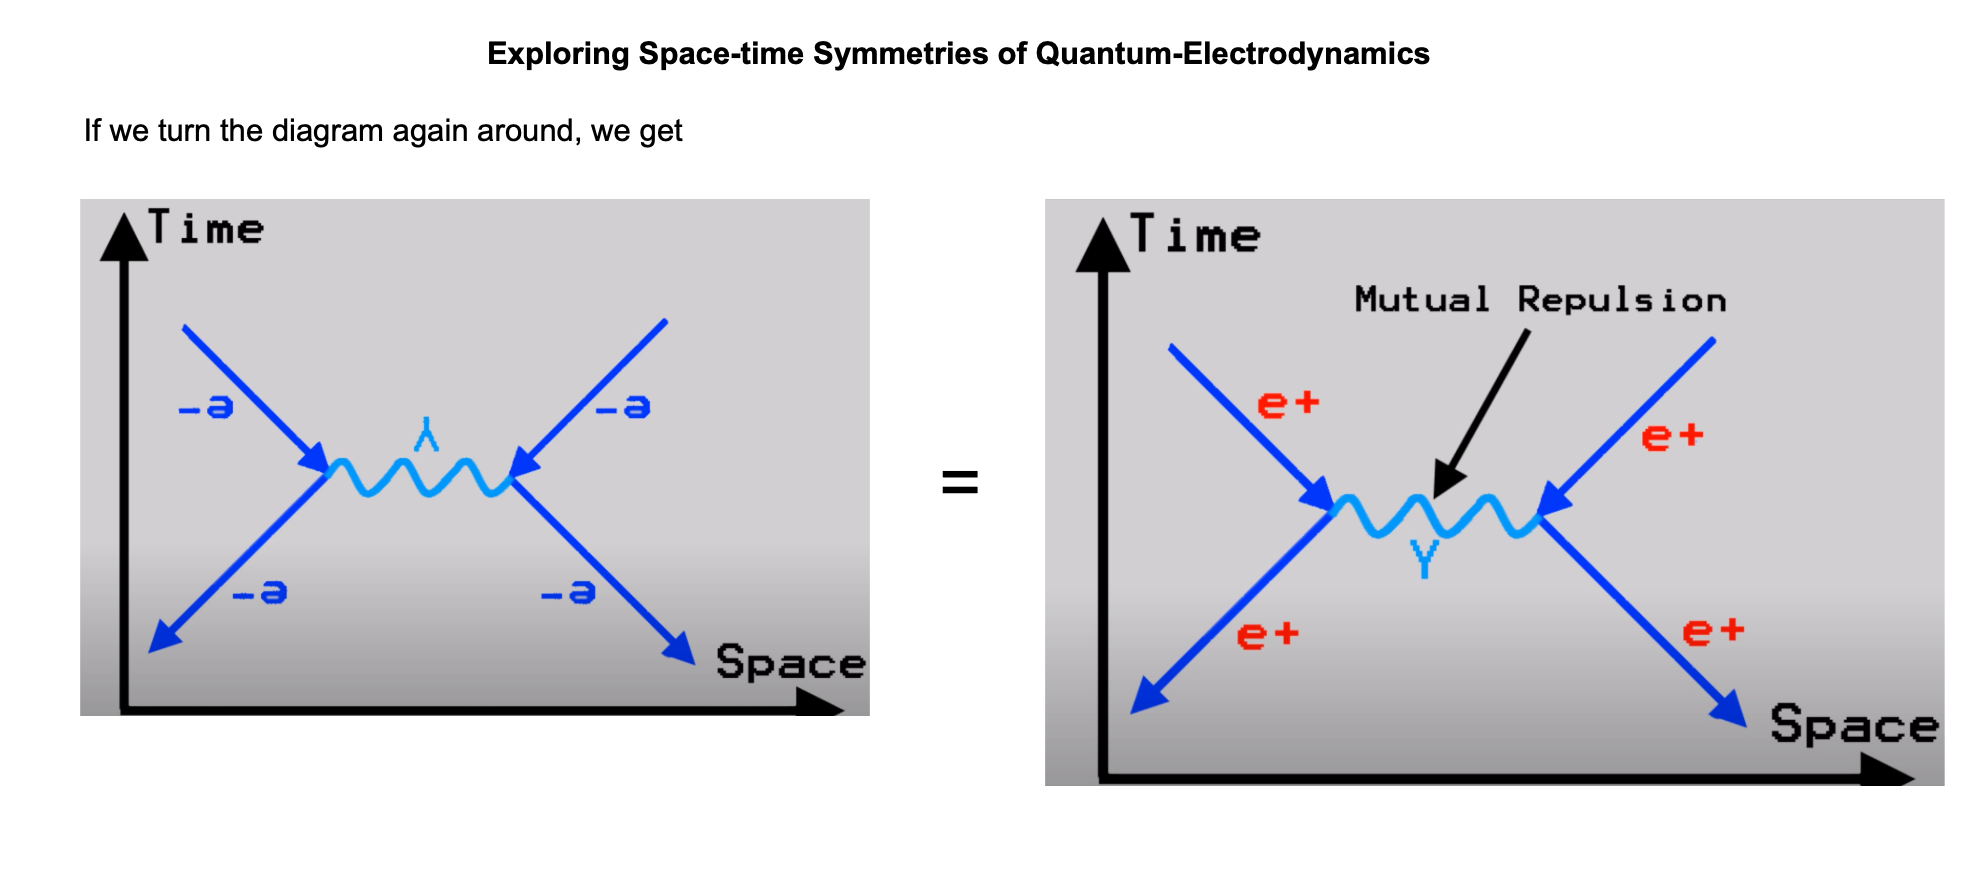 Exploring Space-time Symmetries of Quantum-Electrodynamics
If we turn the diagram again around, we get
Time
-ə
-ə
⅄
-ə
-ə
Space
=
Time
Mutual Repulsion
e+
e+
γ
e+
e+
Space